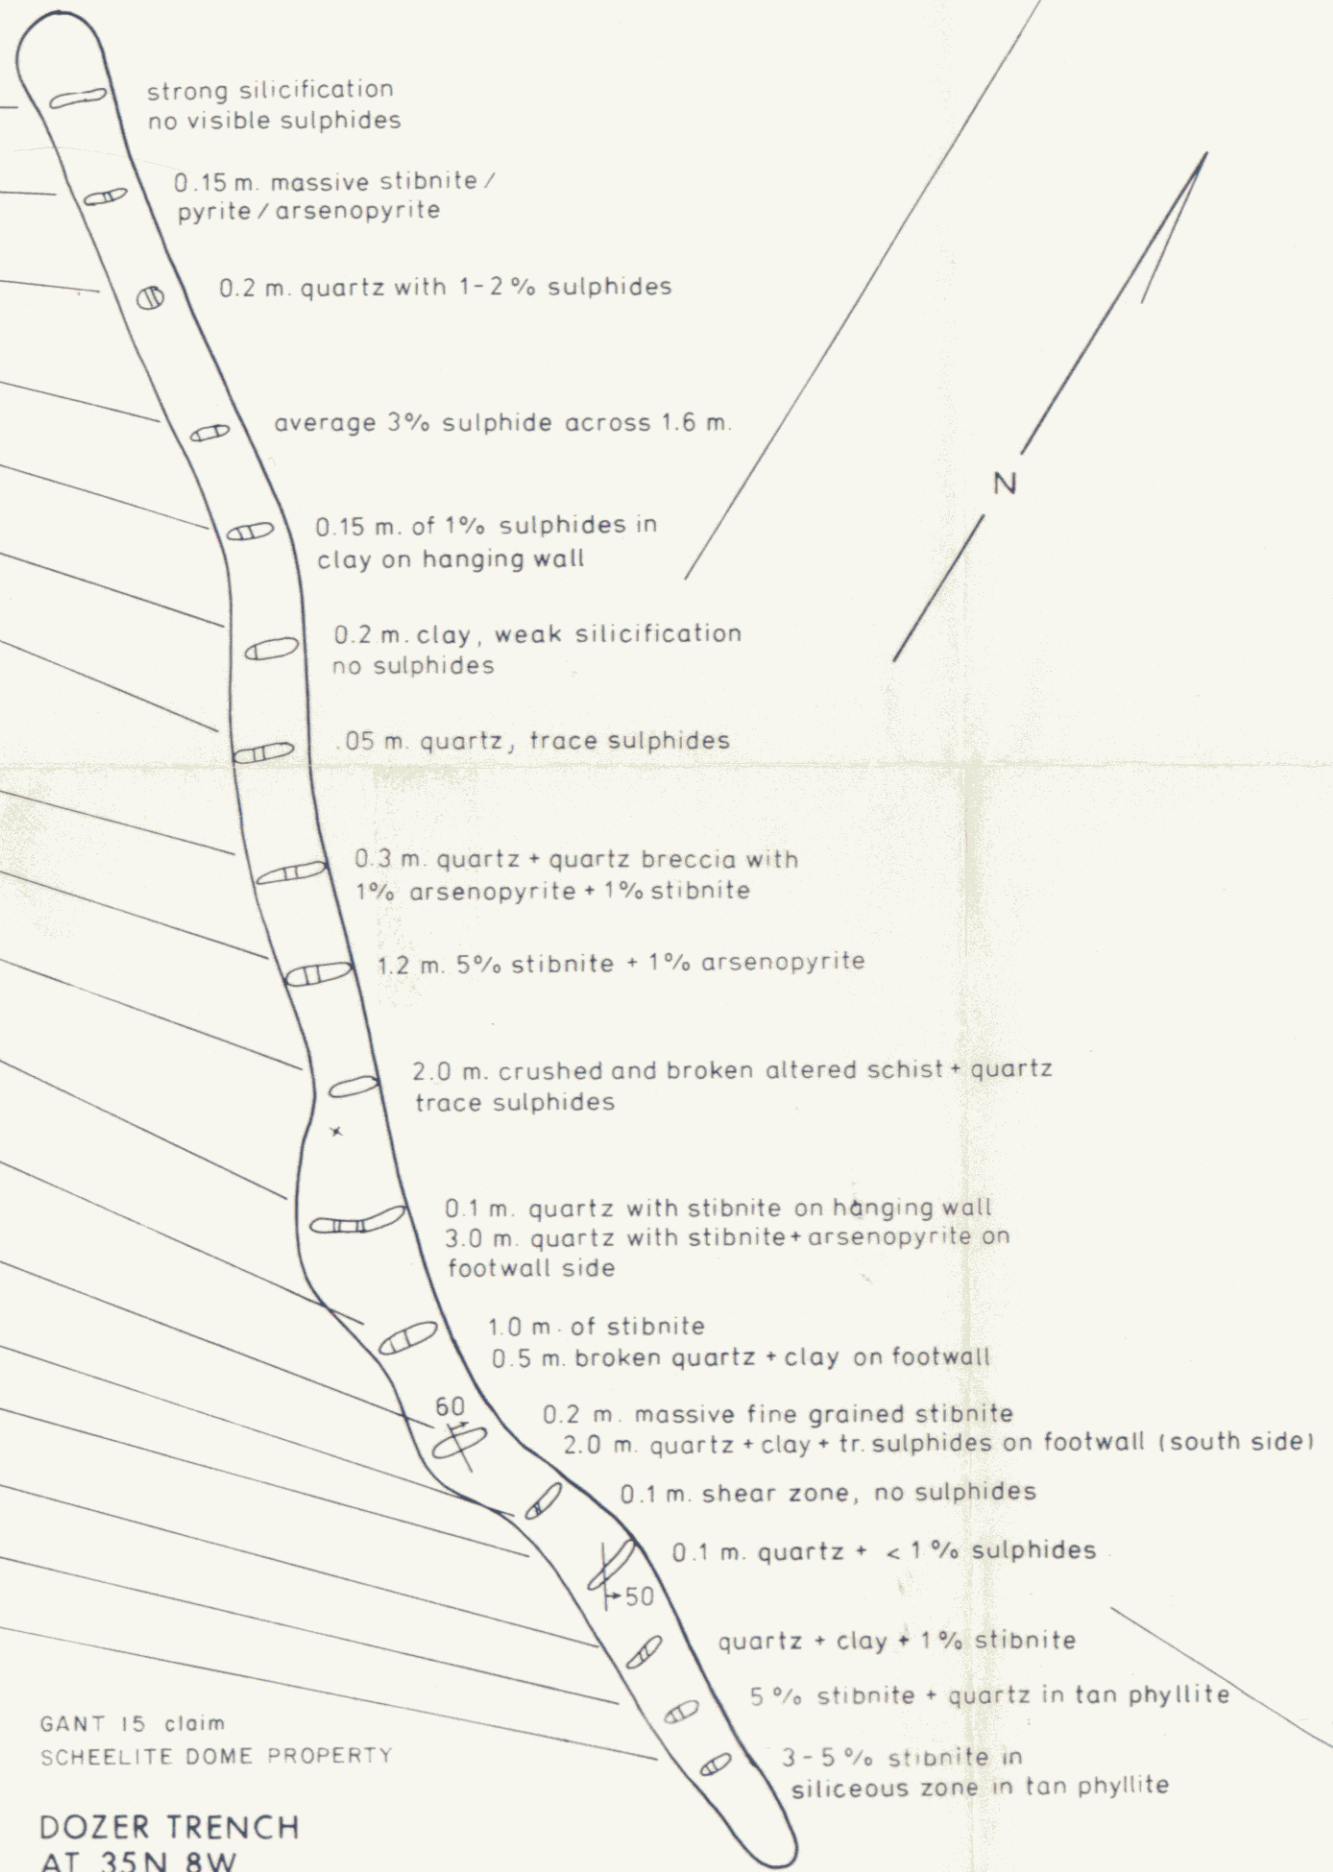 strong silicification
no visible sulphides
0.15 m. massive stibnite /
pyrite / arsenopyrite
0.2 m. quartz with 1-2 % sulphides
average 3% sulphide across 1.6 m.
N
0.15 m. of 1% sulphides in
clay on hanging wall
0.2 m. clay, weak silicification
no sulphides
.05 m. quartz, trace sulphides
0.3 m. quartz + quartz breccia with
1% arsenopyrite + 1% stibnite
1.2 m. 5% stibnite + 1% arsenopyrite
2.0 m. crushed and broken altered schist + quartz
trace sulphides
0.1 m. quartz with stibnite on hanging wall
3.0 m. quartz with stibnite + arsenopyrite on
footwall side
1.0 m. of stibnite
0.5 m. broken quartz + clay on footwall
60
0.2 m. massive fine grained stibnite
2.0 m. quartz + clay + tr. sulphides on footwall (south side)
0.1 m. shear zone, no sulphides
0.1 m. quartz + < 1 % sulphides
50
quartz + clay + 1% stibnite
5 % stibnite + quartz in tan phyllite
3-5 % stibnite in
siliceous zone in tan phyllite
GANT 15 claim
SCHEELITE DOME PROPERTY
DOZER TRENCH
AT 35N 8W